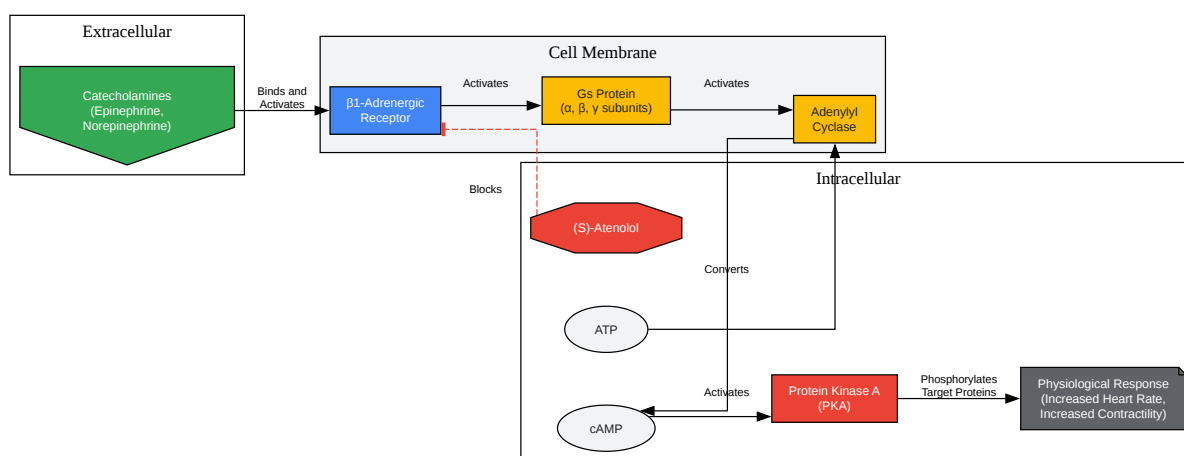 Extracellular
Catecholamines
(Epinephrine,
Norepinephrine)
Binds and
Activates
Cell Membrane
β1-Adrenergic
Receptor
Activates
Gs Protein
(α, β, γ subunits)
Activates
Adenylyl
Cyclase
Intracellular
Blocks
(S)-Atenolol
Converts
ATP
cAMP
Activates
Protein Kinase A
(PKA)
Phosphorylates
Target Proteins
Physiological Response
(Increased Heart Rate,
Increased Contractility)